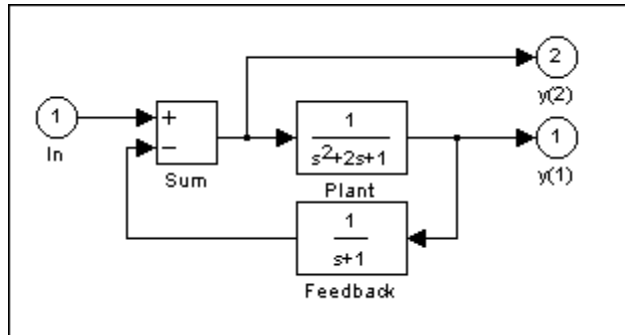 2
y(2)
1
In
+
−
Sum
1
s²+2s+1
Plant
1
y(1)
1
s+1
Feedback